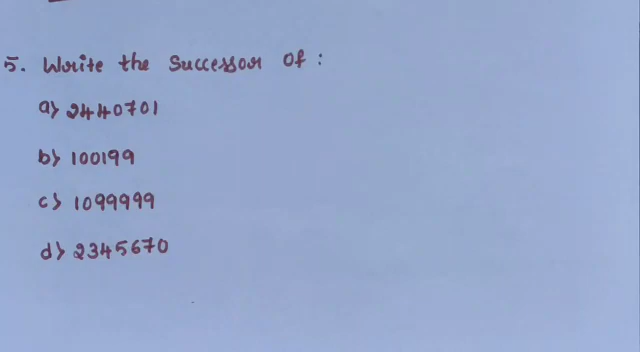 5. Write the Successor of :
a) 2440701
b) 100199
c) 1099999
d) 2345670